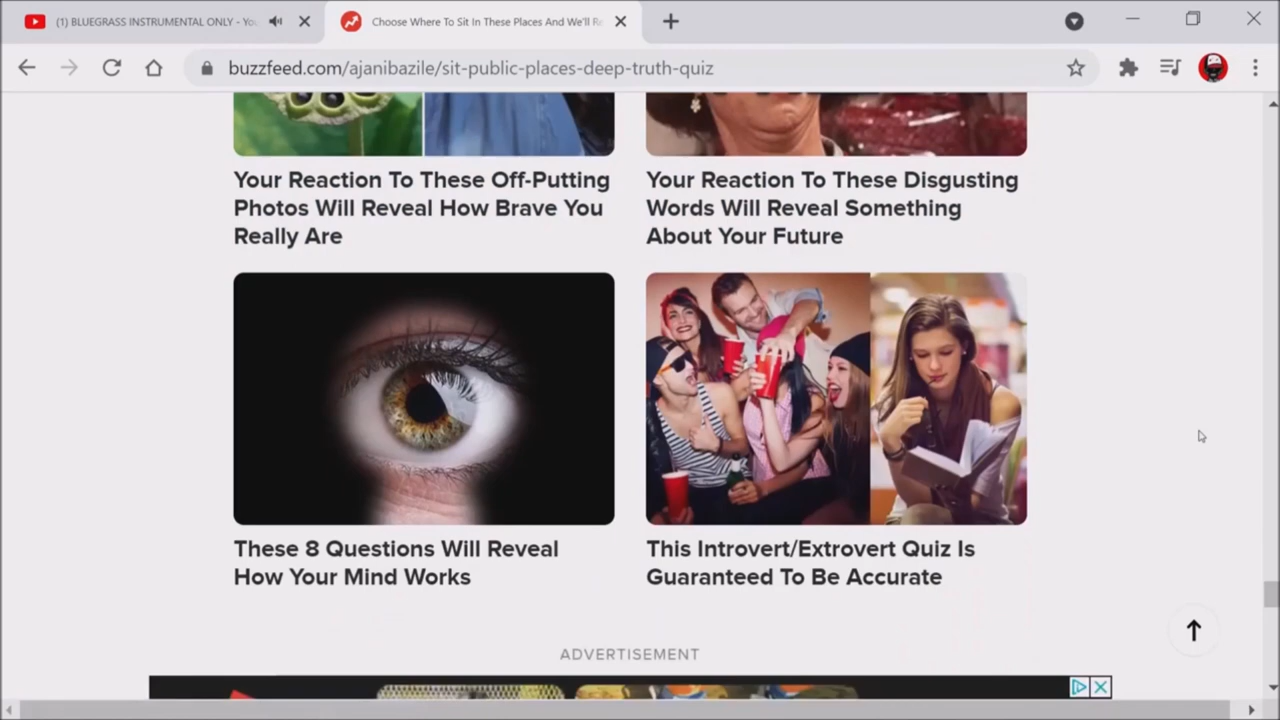 (1) BLUEGRASS INSTRUMENTAL ONLY - You
Choose Where To Sit In These Places And We'll R
buzzfeed.com/ajanibazile/sit-public-places-deep-truth-quiz
Your Reaction To These Off-Putting
Photos Will Reveal How Brave You
Really Are
Your Reaction To These Disgusting
Words Will Reveal Something
About Your Future
These 8 Questions Will Reveal
How Your Mind Works
This Introvert/Extrovert Quiz Is
Guaranteed To Be Accurate
ADVERTISEMENT